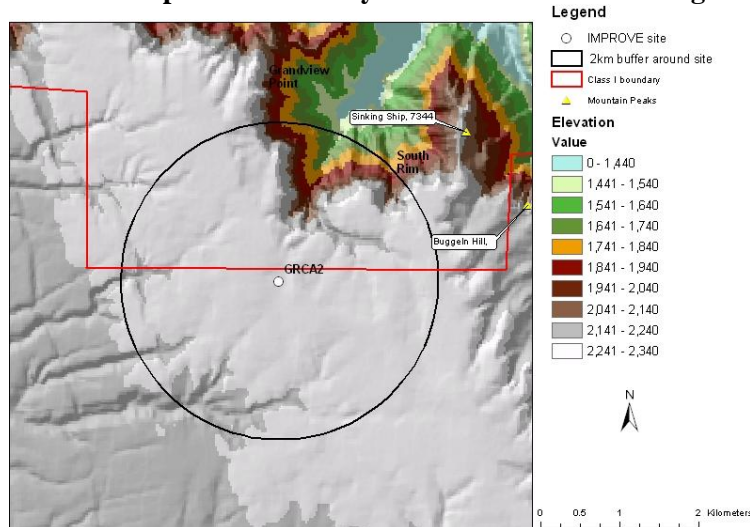 Legend
IMPROVE site
2km buffer around site
Class I boundary
Mountain Peaks
Elevation
Value
0 - 1,440
1,441 - 1,540
1,541 - 1,640
1,641 - 1,740
1,741 - 1,840
1,841 - 1,940
1,941 - 2,040
2,041 - 2,140
2,141 - 2,240
2,241 - 2,340
Grandview
Point
Sinking Ship, 7344
South
Rim
Buggeln Hill,
GRCA2
N
0 0.5 1 2 Kilometers